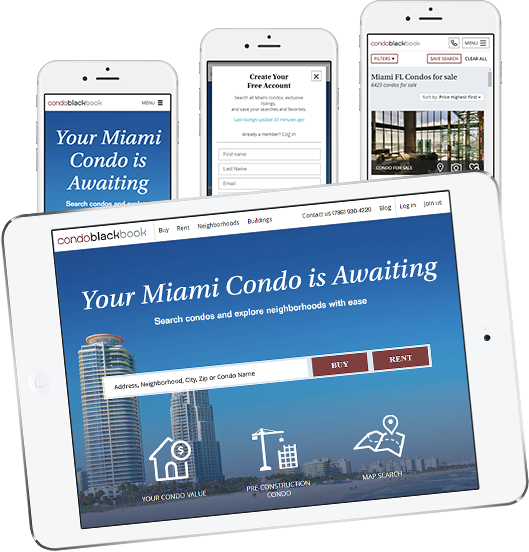 condoblackbook
MENU
Your Miami
Condo is
Awaiting
Search condos and explore
Create Your
Free Account
Search all Miami condos, exclusive
listings,
and save your searches and favorites.
Last listings update 23 minutes ago
Already a member? Log in
First name
Last name
Email
condoblackbook
MENU
FILTERS
SAVE SEARCH
CLEAR ALL
Miami FL Condos for sale
6423 condos for sale
Sort by: Price Highest First
CONDO FOR SALE
condoblackbook
Buy Rent Neighborhoods Buildings Contact us (786) 930-4220 Blog Log in Join us
Your Miami Condo is Awaiting
Search condos and explore neighborhoods with ease
Address, Neighborhood, City, Zip or Condo Name
BUY
RENT
$
YOUR CONDO VALUE
PRE-CONSTRUCTION
CONDO
MAP SEARCH